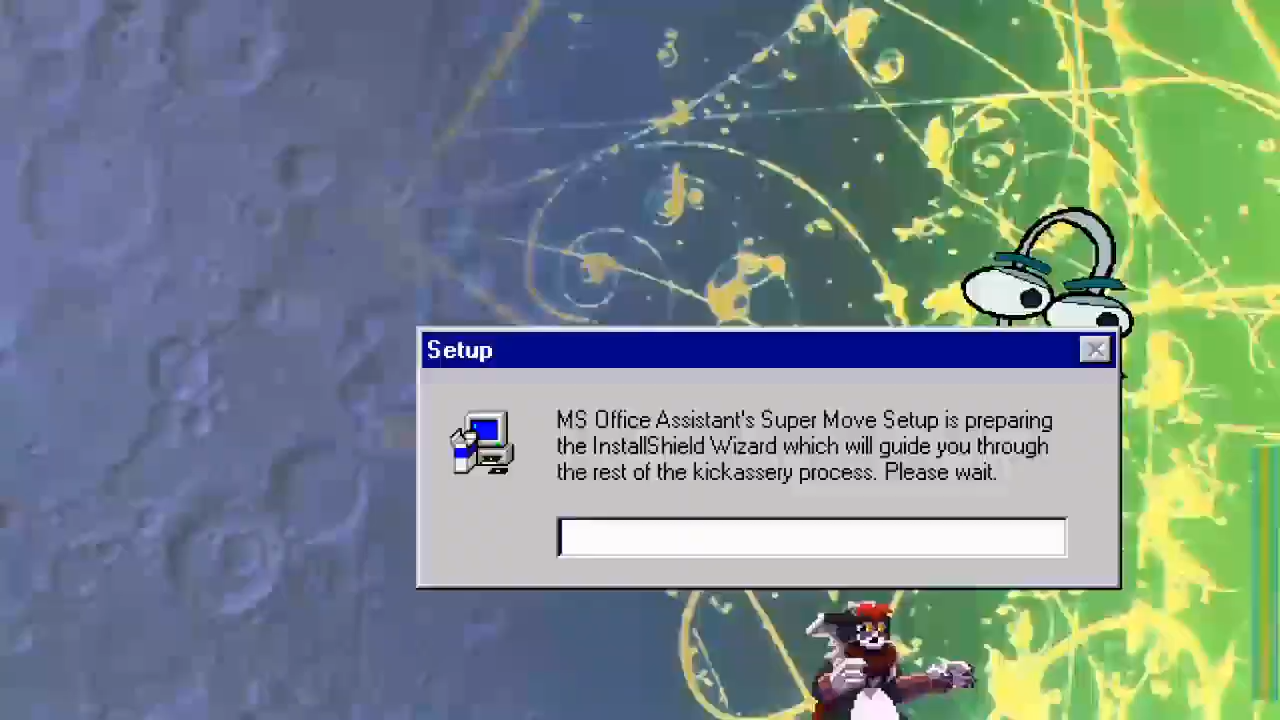 Setup
MS Office Assistant's Super Move Setup is preparing
the InstallShield Wizard which will guide you through
the rest of the kickassery process. Please wait.